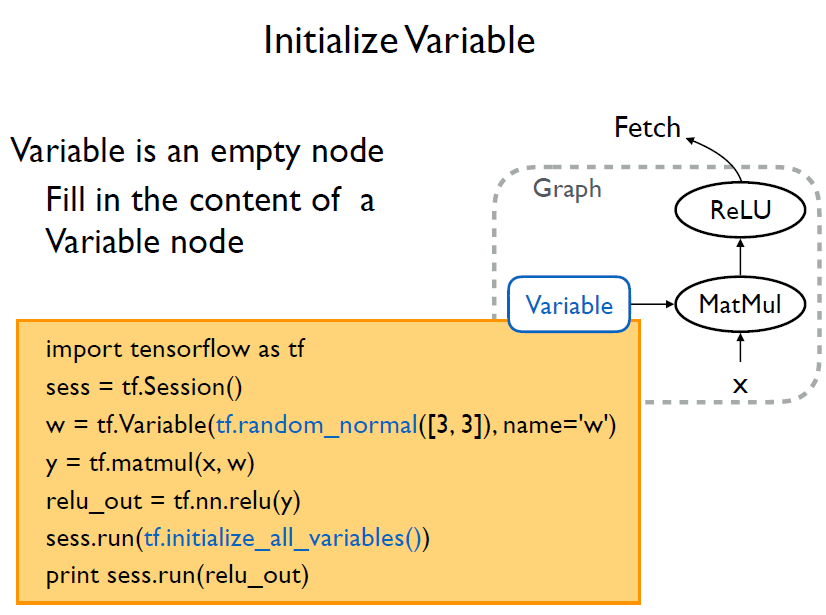 Initialize Variable
Variable is an empty node
Fill in the content of a
Variable node
Fetch
Graph
ReLU
Variable
MatMul
x
import tensorflow as tf
sess = tf.Session()
w = tf.Variable(tf.random_normal([3, 3]), name='w')
y = tf.matmul(x, w)
relu_out = tf.nn.relu(y)
sess.run(tf.initialize_all_variables())
print sess.run(relu_out)